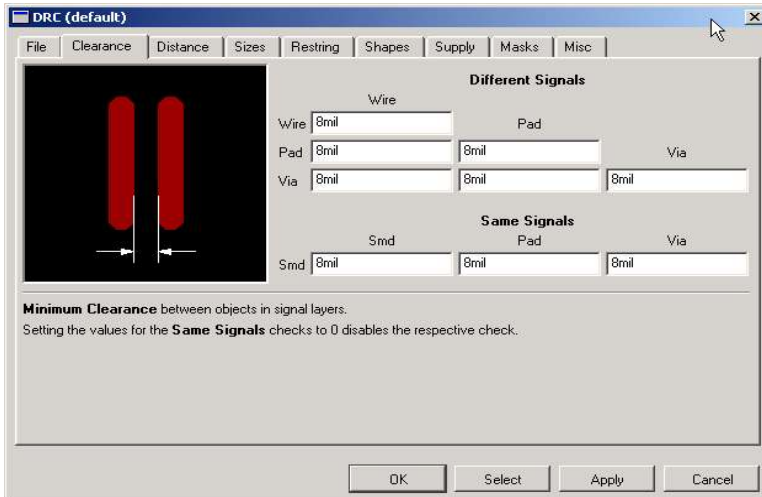 DRC (default)
File Clearance Distance Sizes Restring Shapes Supply Masks Misc
Different Signals
Wire
Wire 8mil Pad
Pad 8mil 8mil Via
Via 8mil 8mil 8mil
Same Signals
Smd Pad Via
Smd 8mil 8mil 8mil
Minimum Clearance between objects in signal layers.
Setting the values for the Same Signals checks to 0 disables the respective check.
OK Select Apply Cancel